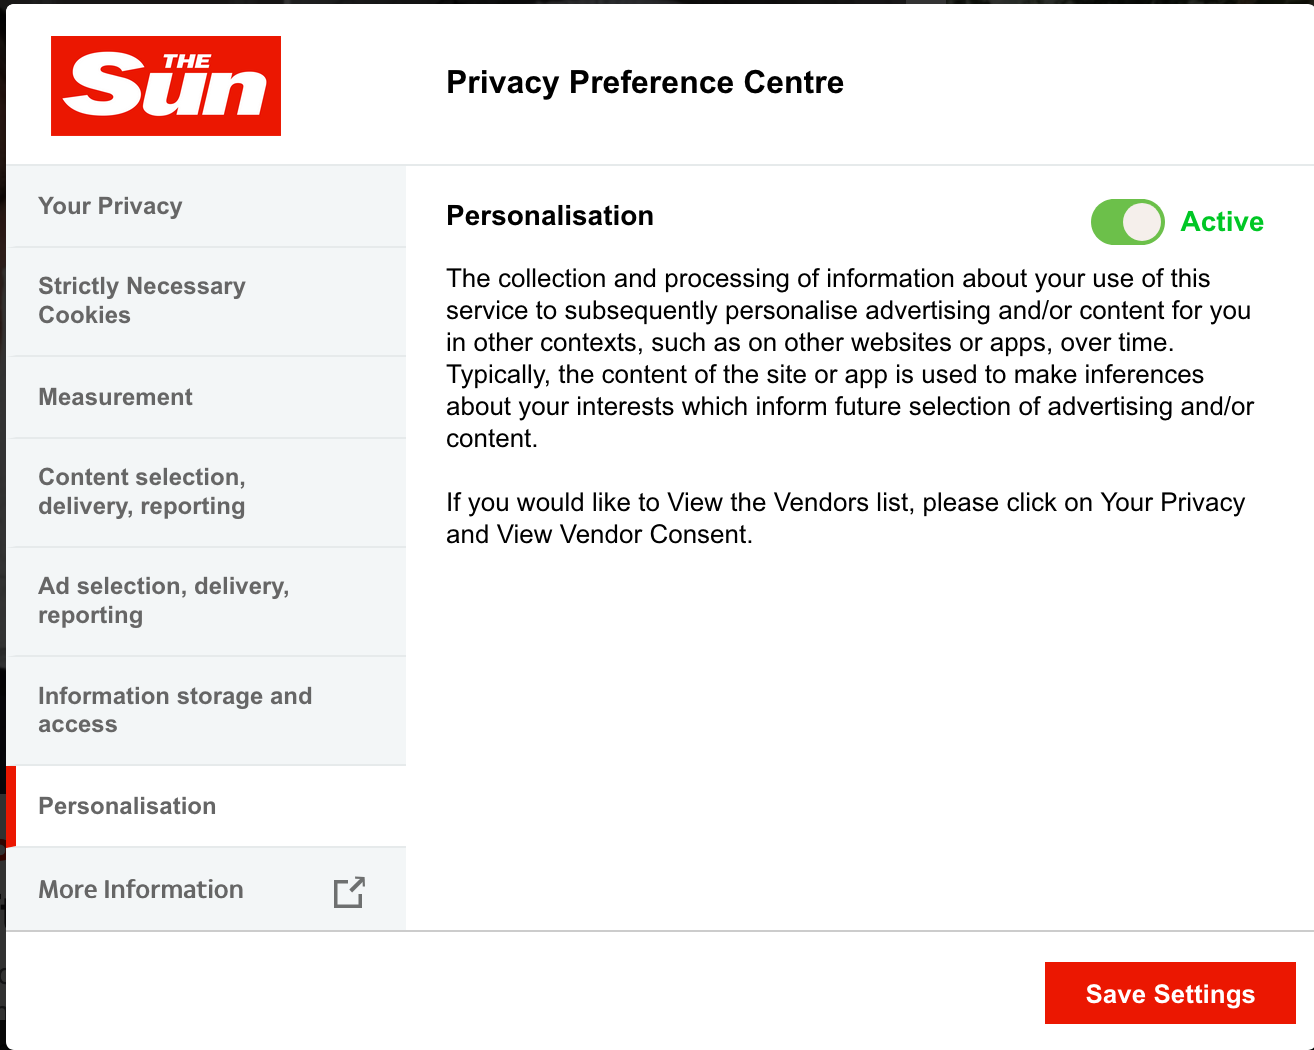 THE
Sun
Privacy Preference Centre
Your Privacy
Strictly Necessary
Cookies
Measurement
Content selection,
delivery, reporting
Ad selection, delivery,
reporting
Information storage and
access
Personalisation
More Information
Personalisation
Active
The collection and processing of information about your use of this
service to subsequently personalise advertising and/or content for you
in other contexts, such as on other websites or apps, over time.
Typically, the content of the site or app is used to make inferences
about your interests which inform future selection of advertising and/or
content.
If you would like to View the Vendors list, please click on Your Privacy
and View Vendor Consent.
Save Settings